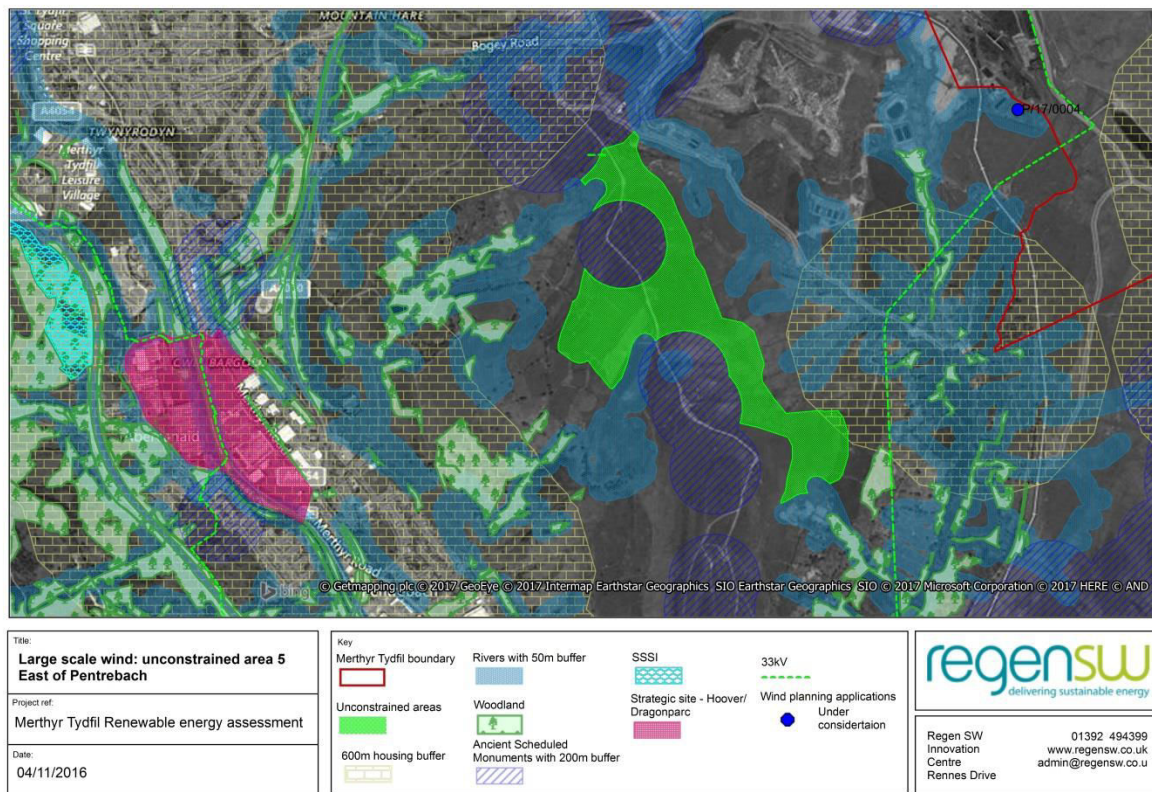 MOUNTAIN HARE
Square
Shopping
Centre
Bogey Road
A4054
P/17/0004
TWYNYRODYN
Merthyr
Tydfil
Leisure
Village
Merthyr Road
© Getmapping plc © 2017 GeoEye © 2017 Intermap Earthstar Geographics SIO Earthstar Geographics SIO © 2017 Microsoft Corporation © 2017 HERE © AND
bing
Title:
Large scale wind: unconstrained area 5
East of Pentrebach
Project ref:
Merthyr Tydfil Renewable energy assessment
Date:
04/11/2016
Key
Merthyr Tydfil boundary
Unconstrained areas
600m housing buffer
Rivers with 50m buffer
Woodland
Ancient Scheduled
Monuments with 200m buffer
SSSI
Strategic site - Hoover/
Dragonparc
33kV
Wind planning applications
Under
considertaion
regensw
delivering sustainable energy
Regen SW
Innovation
Centre
Rennes Drive
01392 494399
www.regensw.co.uk
admin@regensw.co.u